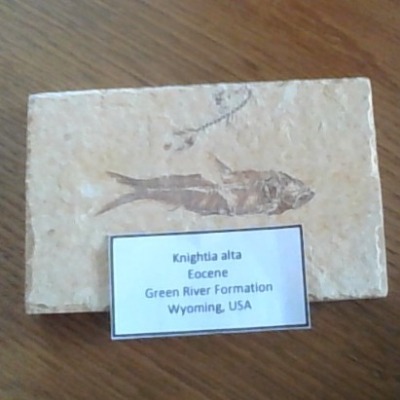 Knightia alta
Eocene
Green River Formation
Wyoming, USA